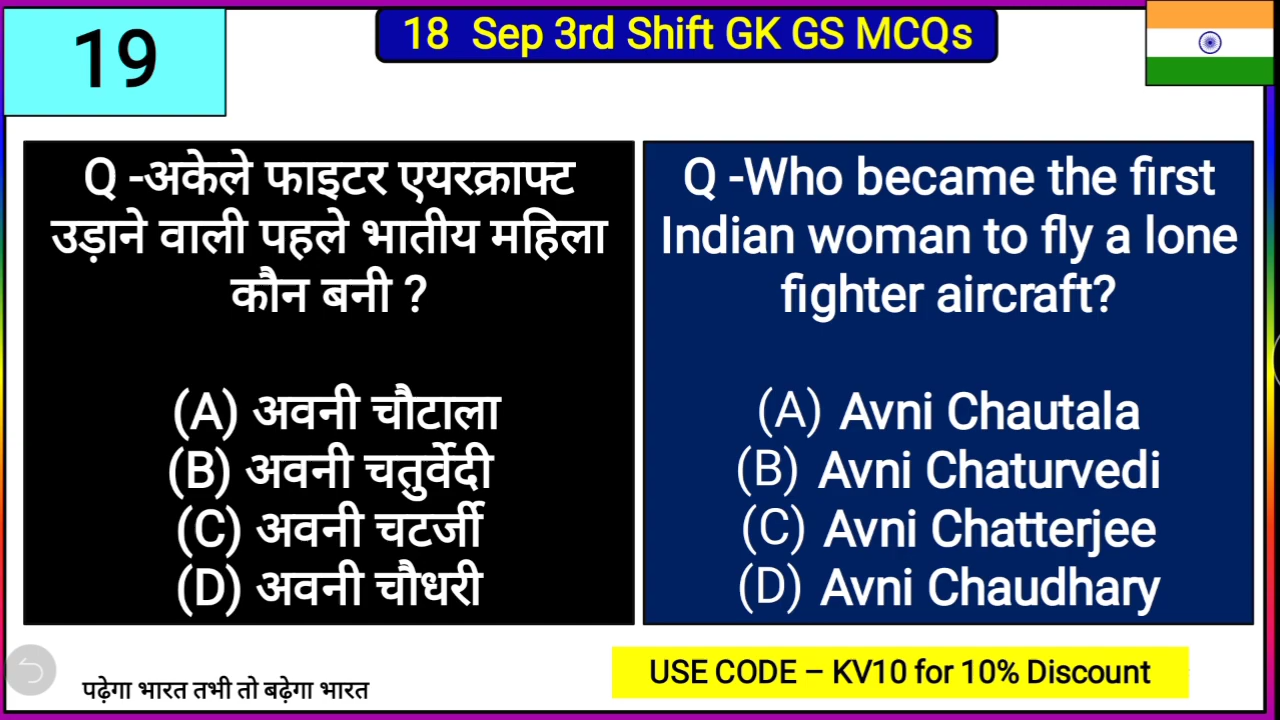 19
18 Sep 3rd Shift GK GS MCQs
Q -अकेले फाइटर एयरक्राफ्ट
उड़ाने वाली पहले भातीय महिला
कौन बनी ?
(A) अवनी चौटाला
(B) अवनी चतुर्वेदी
(C) अवनी चटर्जी
(D) अवनी चौधरी
Q -Who became the first
Indian woman to fly a lone
fighter aircraft?
(A) Avni Chautala
(B) Avni Chaturvedi
(C) Avni Chatterjee
(D) Avni Chaudhary
पढ़ेगा भारत तभी तो बढ़ेगा भारत
USE CODE – KV10 for 10% Discount